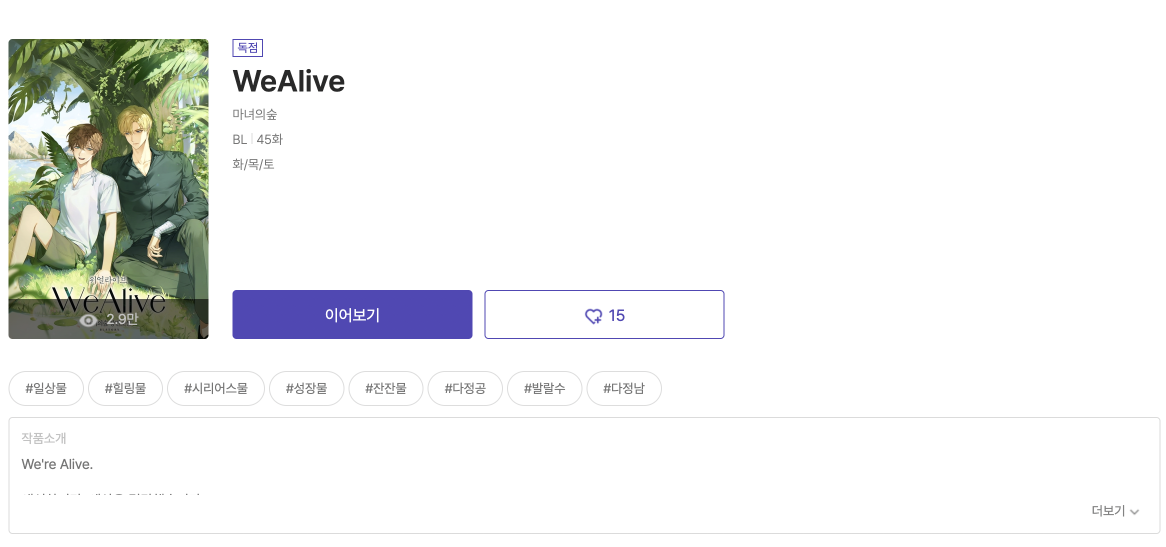 독점
WeAlive
마녀의숲
BL | 45화
화/목/토
위얼라이브
WeAlive
2.9만
이어보기
15
#일상물 #힐링물 #시리어스물 #성장물 #잔잔물 #다정공 #발랄수 #다정남
작품소개
We're Alive.
더보기